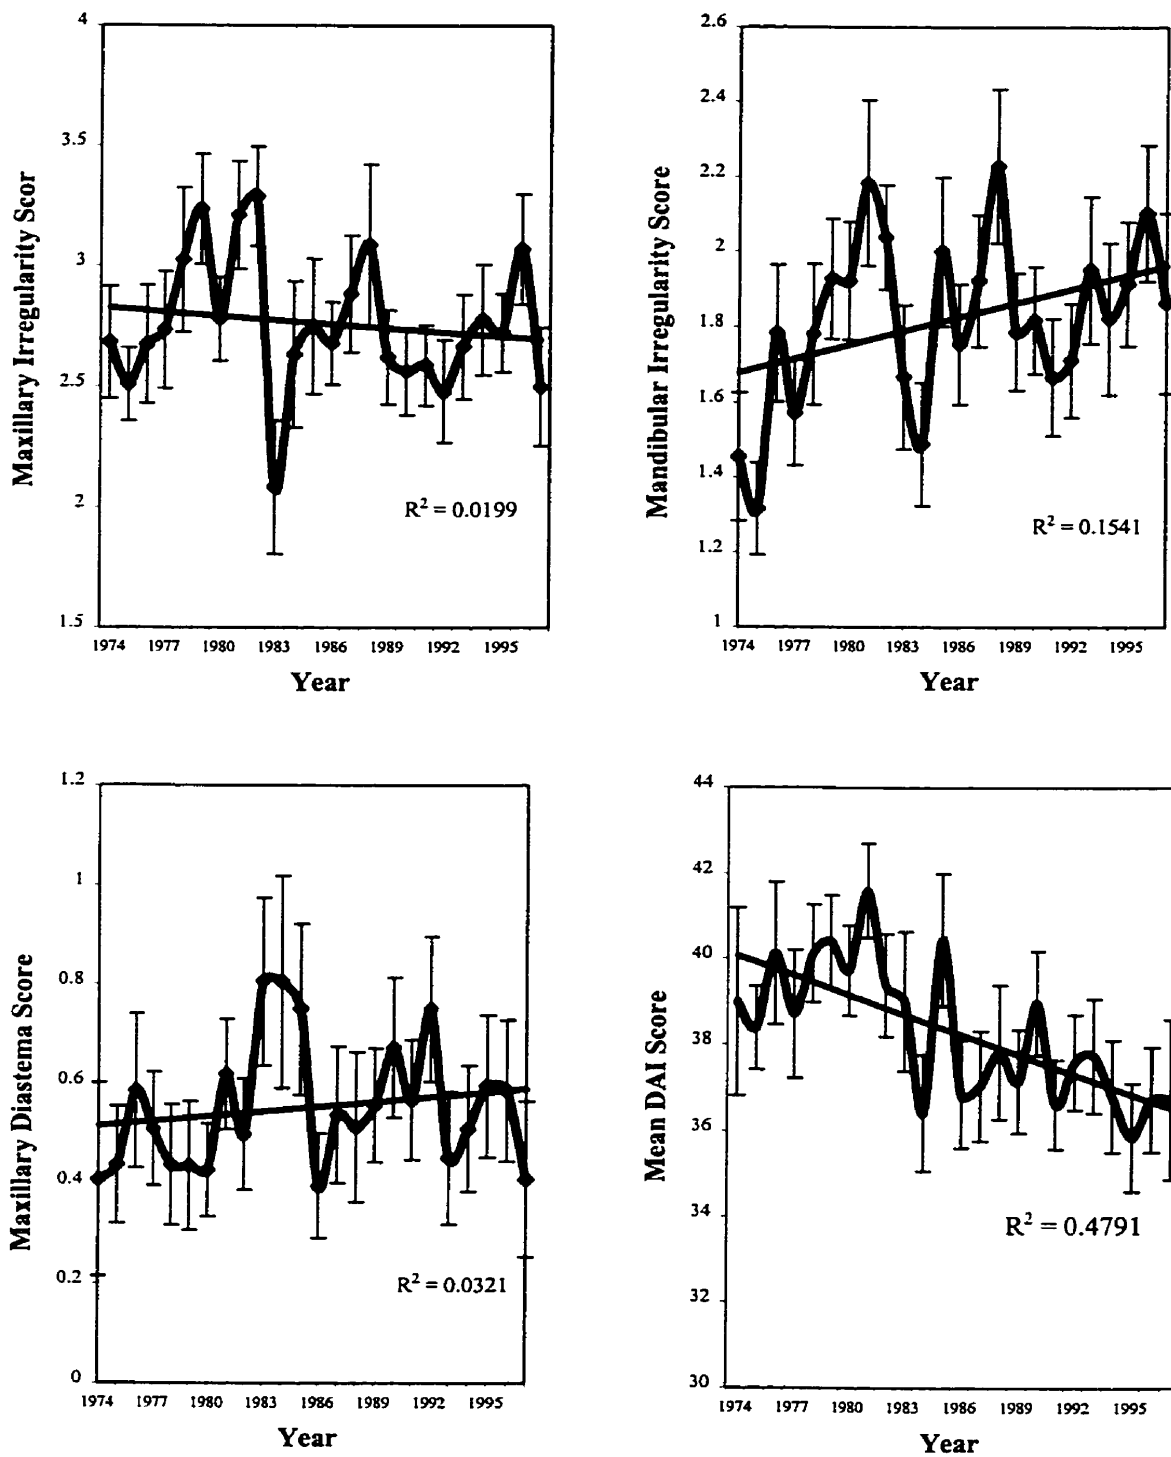 4
3.5
3
2.5
2
1.5
Maxillary Irregularity Scor
R² = 0.0199
1974 1977 1980 1983 1986 1989 1992 1995
Year
2.6
2.4
2.2
2
1.8
1.6
1.4
1.2
1
Mandibular Irregularity Score
R² = 0.1541
1974 1977 1980 1983 1986 1989 1992 1995
Year
1.2
1
0.8
0.6
0.4
0.2
0
Maxillary Diastema Score
R² = 0.0321
1974 1977 1980 1983 1986 1989 1992 1995
Year
44
42
40
38
36
34
32
30
Mean DAI Score
R² = 0.4791
1974 1977 1980 1983 1986 1989 1992 1995
Year